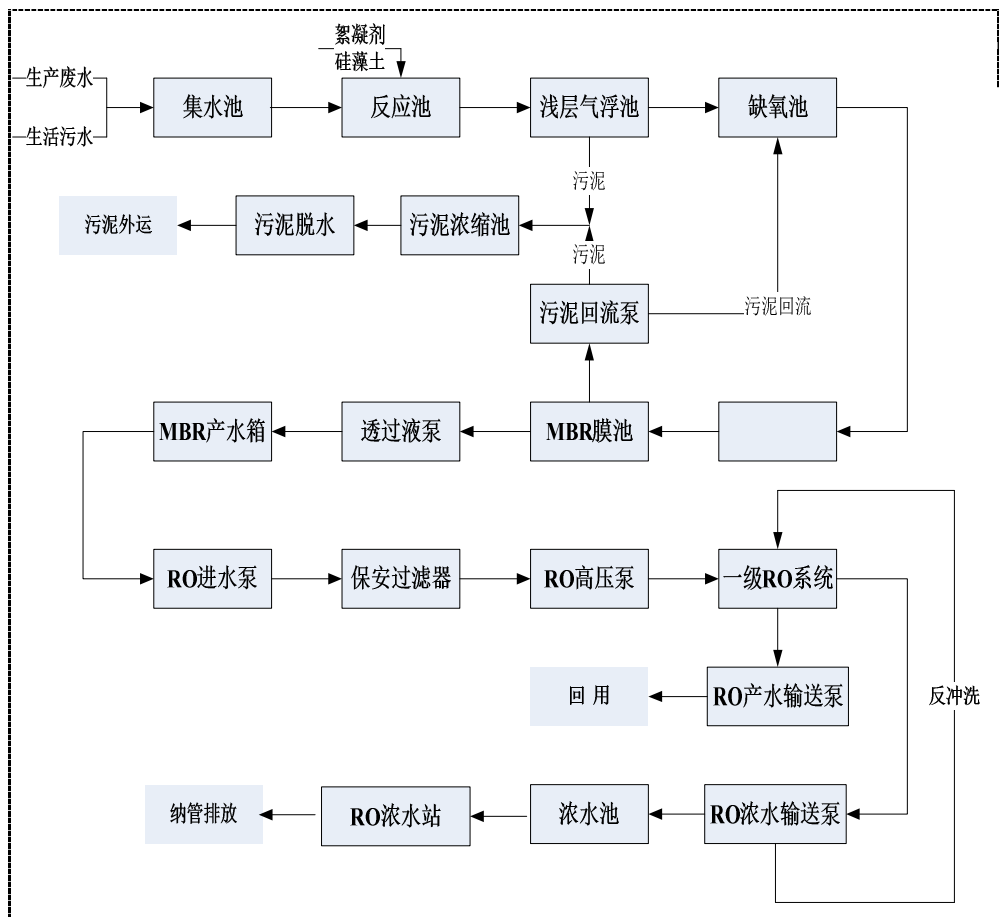 絮凝剂
硅藻土
生产废水
生活污水
集水池
反应池
浅层气浮池
缺氧池
污泥
污泥外运
污泥脱水
污泥浓缩池
污泥
污泥回流泵
污泥回流
MBR产水箱
透过液泵
MBR膜池
RO进水泵
保安过滤器
RO高压泵
一级RO系统
回 用
RO产水输送泵
反冲洗
纳管排放
RO浓水站
浓水池
RO浓水输送泵